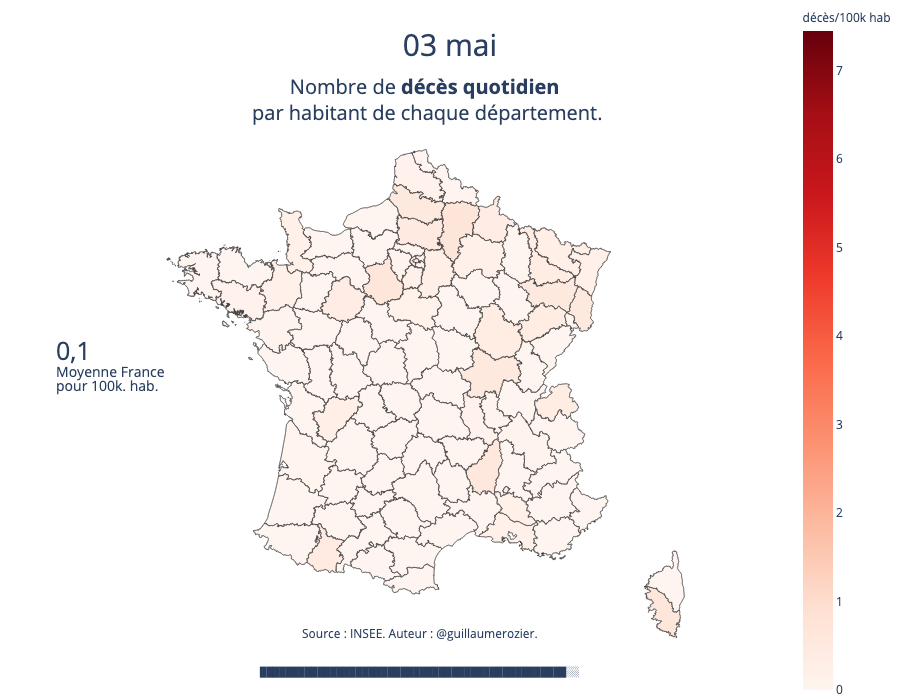 décès/100k hab
03 mai
Nombre de décès quotidien
par habitant de chaque département.
7
6
5
4
3
2
1
0
0,1
Moyenne France
pour 100k. hab.
Source : INSEE. Auteur : @guillaumerozier.